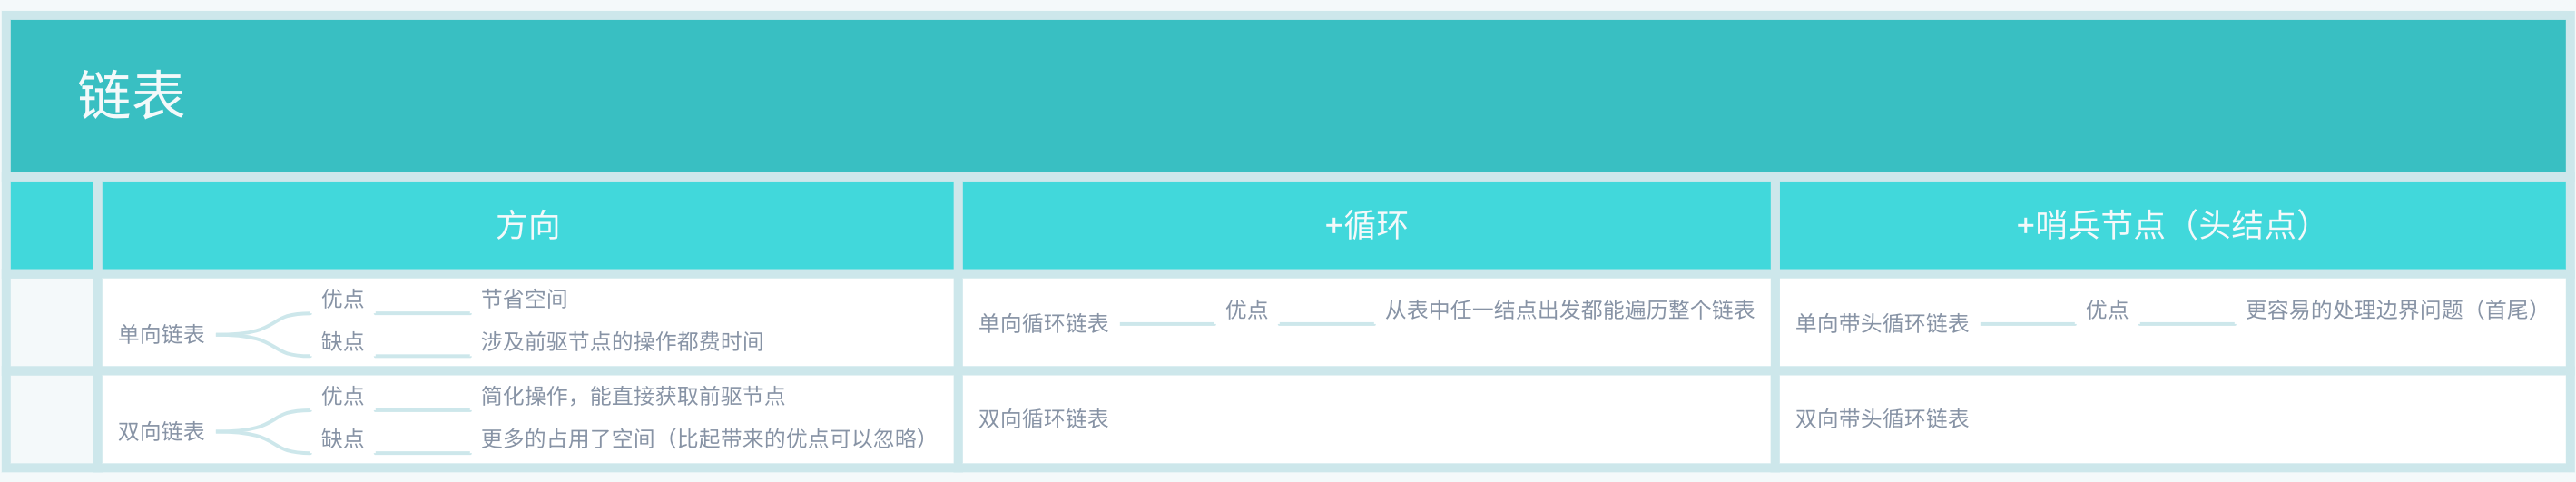 链表
方向
+循环
+哨兵节点（头结点）
单向链表
优点
节省空间
缺点
涉及前驱节点的操作都费时间
单向循环链表
优点
从表中任一结点出发都能遍历整个链表
单向带头循环链表
优点
更容易的处理边界问题（首尾）
双向链表
优点
简化操作，能直接获取前驱节点
缺点
更多的占用了空间（比起带来的优点可以忽略）
双向循环链表
双向带头循环链表